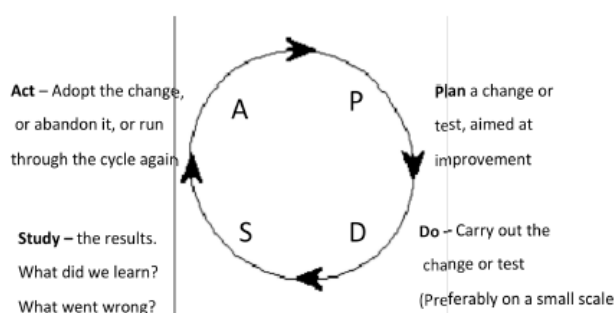 Act – Adopt the change,
or abandon it, or run
through the cycle again
A
P
Plan a change or
test, aimed at
improvement
Study – the results.
What did we learn?
What went wrong?
S
D
Do – Carry out the
change or test
(Preferably on a small scale